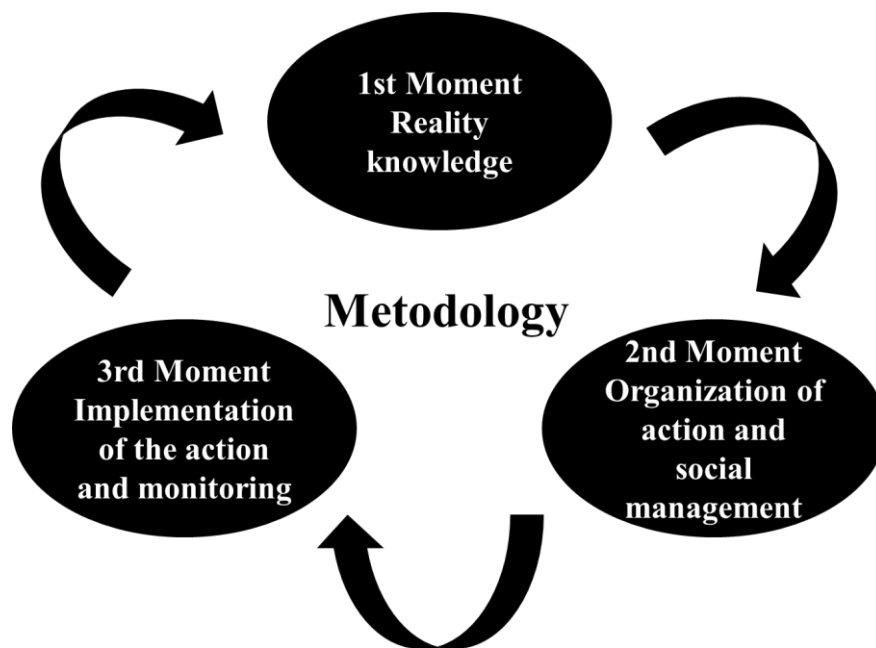 1st Moment
Reality
knowledge
Metodology
2nd Moment
Organization of
action and
social
management
3rd Moment
Implementation
of the action
and monitoring